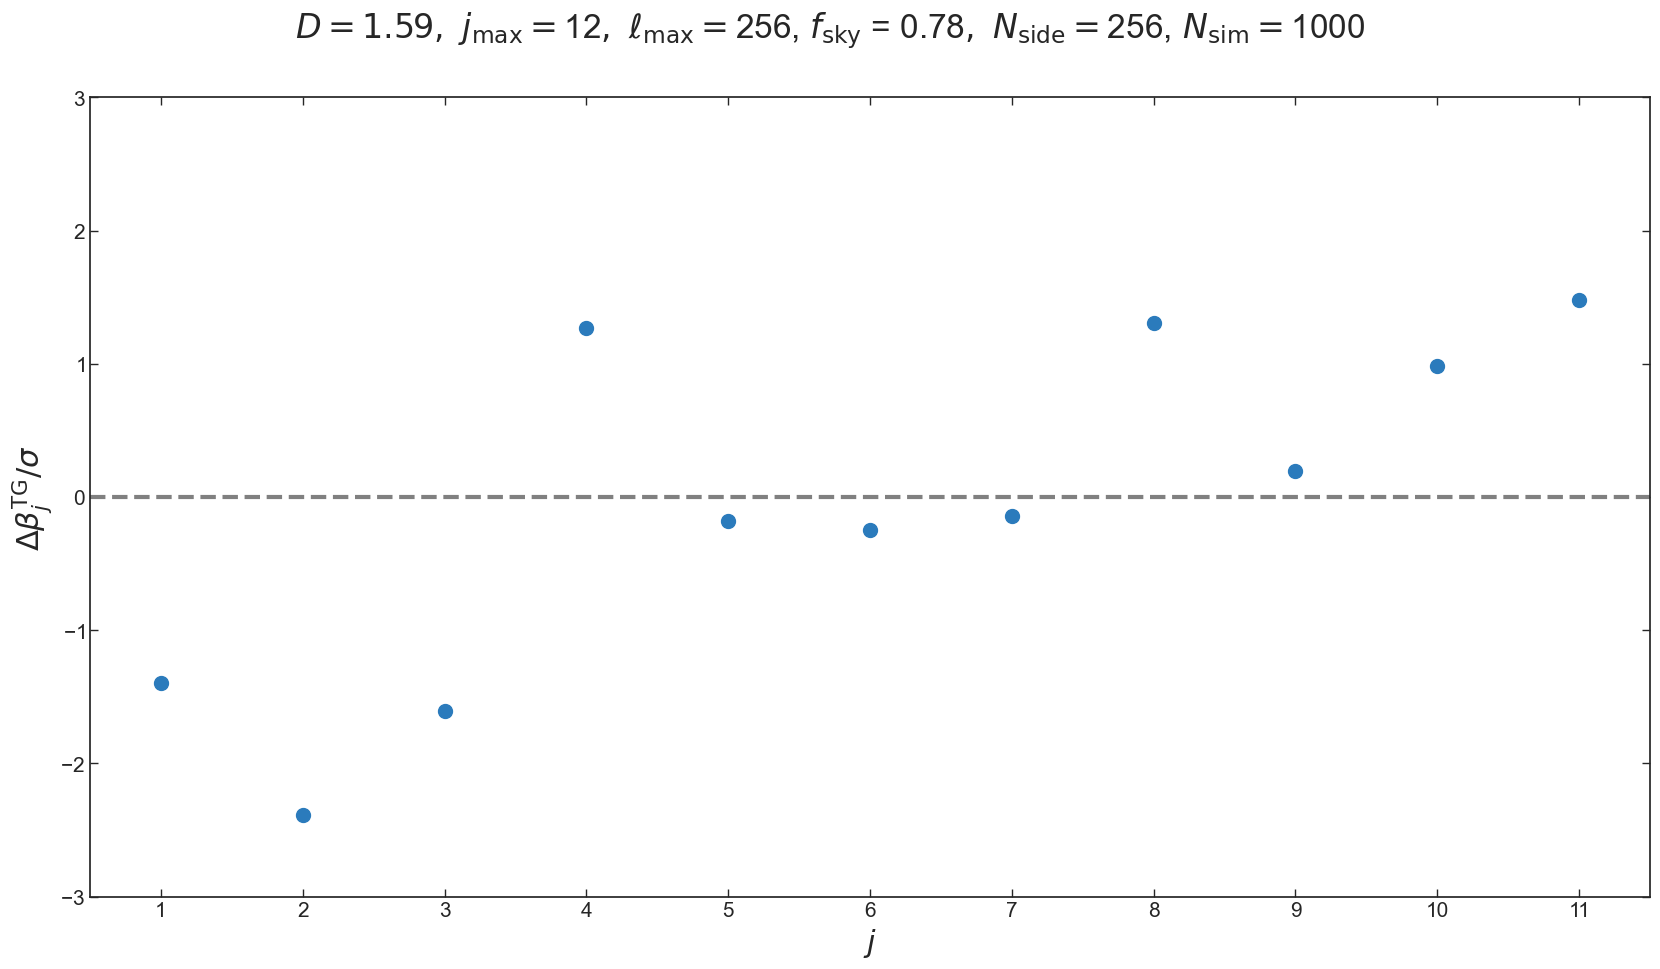 D = 1.59, j_max = 12, ℓ_max = 256, f_sky = 0.78, N_side = 256, N_sim = 1000
3
2
1
0
−1
−2
−3
Δβ_j^TG/σ
1 2 3 4 5 6 7 8 9 10 11
j